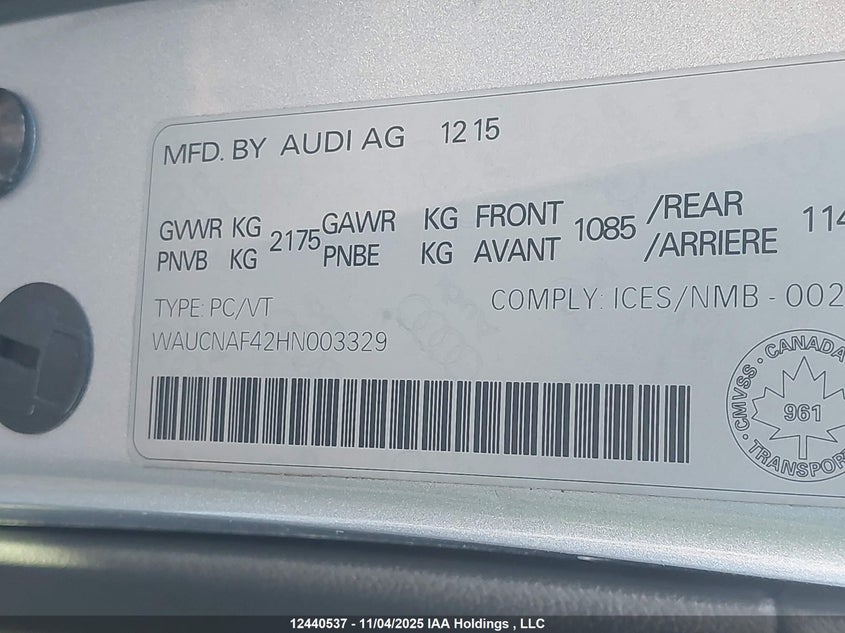 MFD. BY AUDI AG 12 15
GVWR KG 2175 GAWR KG FRONT 1085 /REAR
PNVB KG PNBE KG AVANT /ARRIERE 114
TYPE: PC/VT COMPLY: ICES/NMB - 002
WAUCNAF42HN003329
CANADA
CMVSS
961
TRANSPOR
12440537 - 11/04/2025 IAA Holdings , LLC